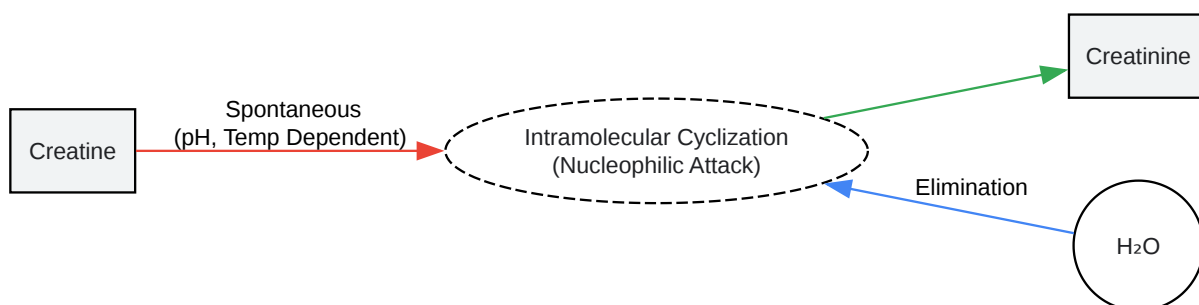 Creatine
Spontaneous
(pH, Temp Dependent)
Intramolecular Cyclization
(Nucleophilic Attack)
Creatinine
Elimination
H₂O